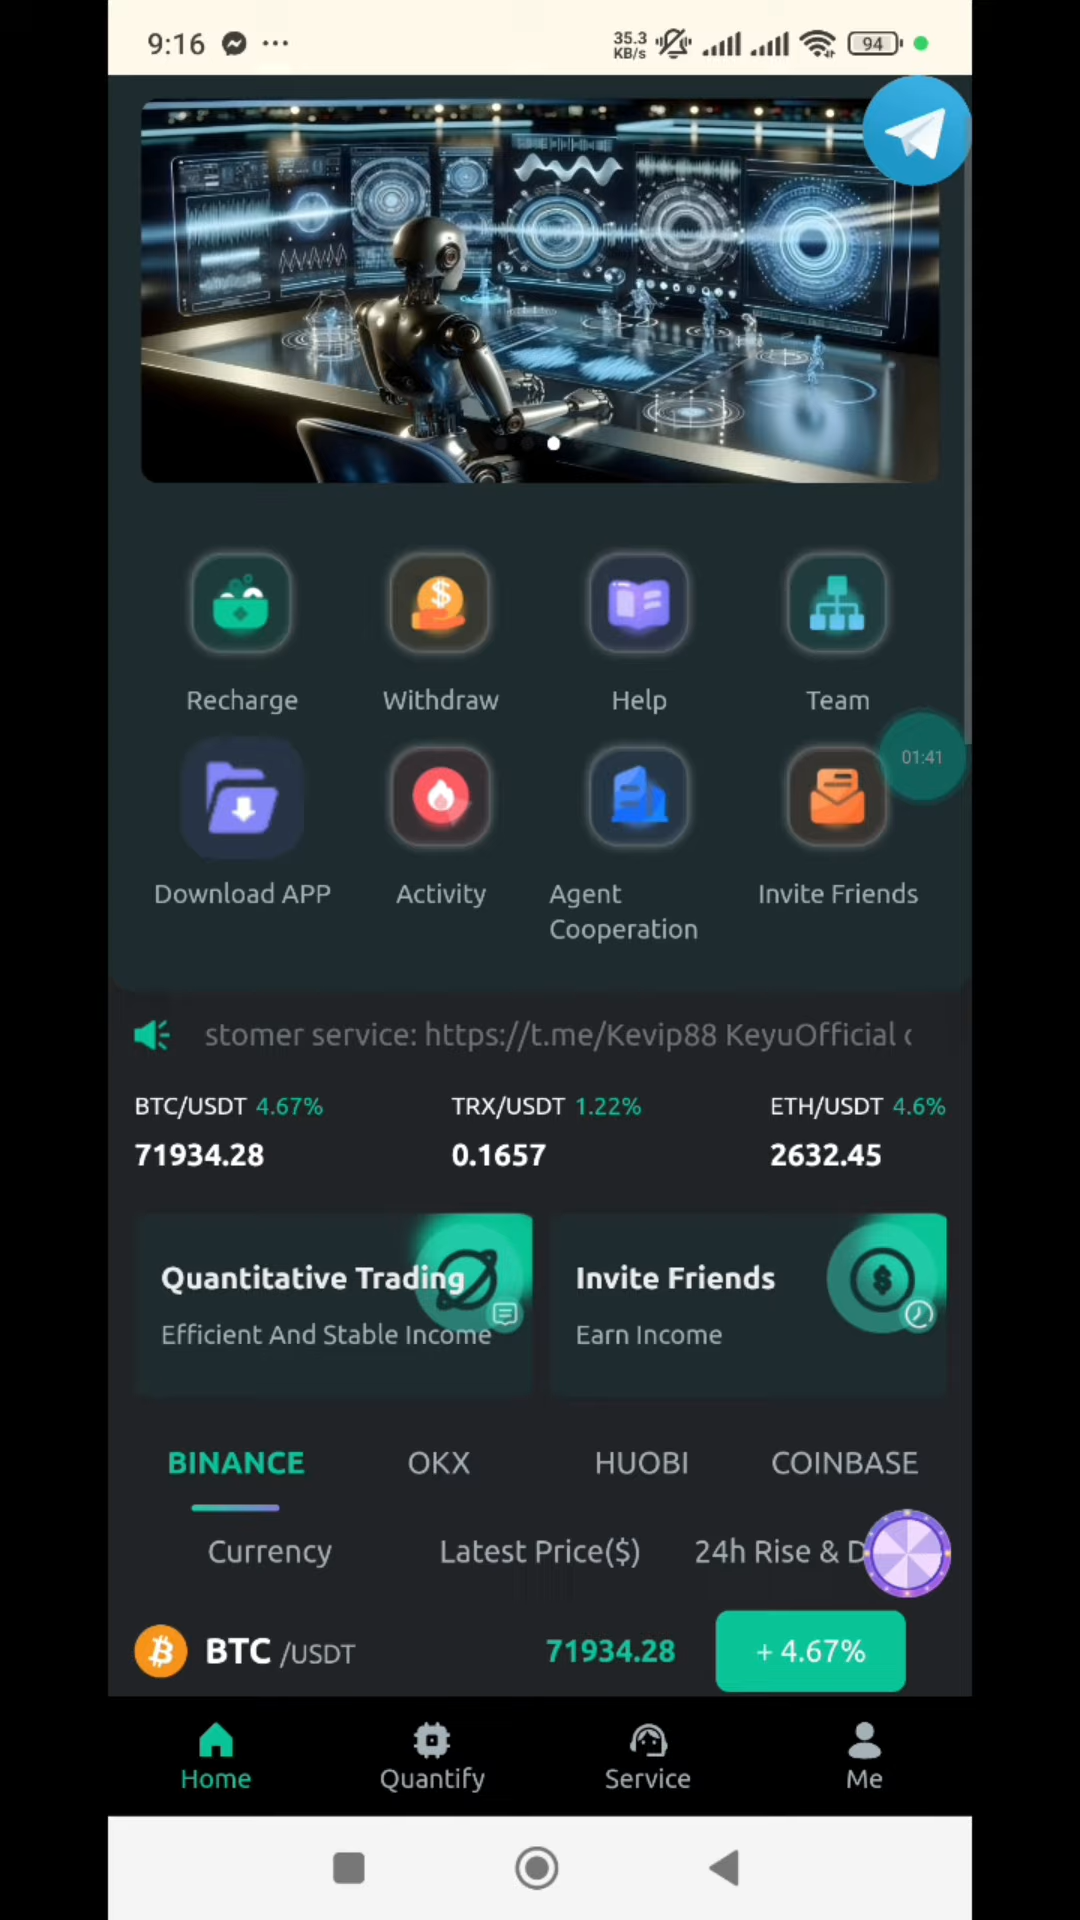 9:16
35.3
KB/s
94
Recharge
Withdraw
Help
Team
01:41
Download APP
Activity
Agent
Cooperation
Invite Friends
stomer service: https://t.me/Kevip88 KeyuOfficial c
BTC/USDT 4.67%
TRX/USDT 1.22%
ETH/USDT 4.6%
71934.28
0.1657
2632.45
Quantitative Trading
Efficient And Stable Income
Invite Friends
Earn Income
BINANCE
OKX
HUOBI
COINBASE
Currency
Latest Price($)
24h Rise & D
BTC /USDT
71934.28
+ 4.67%
Home
Quantify
Service
Me